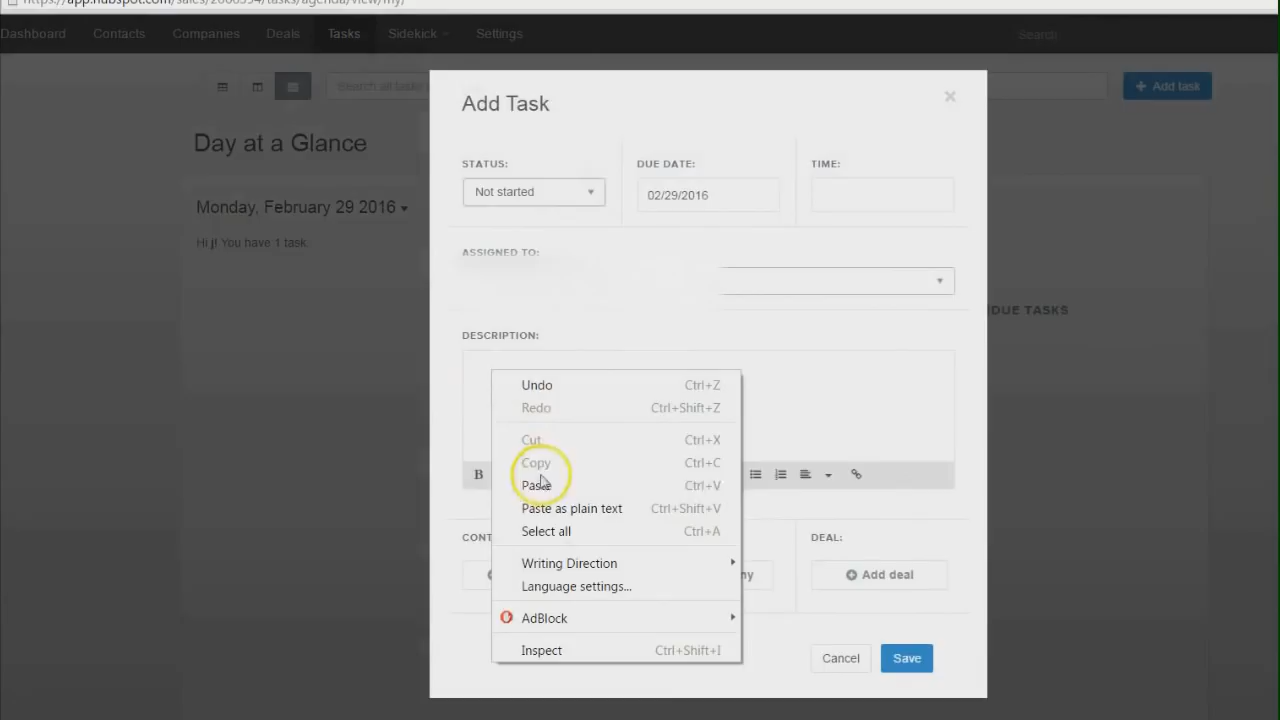 https://app.hubspot.com/sales/2088394/tasks/agenda/view/my/
Dashboard Contacts Companies Deals Tasks Sidekick Settings Search
Search all tasks
+ Add task
Add Task ×
Day at a Glance
STATUS: DUE DATE: TIME:
Not started 02/29/2016
Monday, February 29 2016
Hi j! You have 1 task.
ASSIGNED TO:
DUE TASKS
DESCRIPTION:
Undo Ctrl+Z
Redo Ctrl+Shift+Z
Cut Ctrl+X
Copy Ctrl+C
B
Paste Ctrl+V
Paste as plain text Ctrl+Shift+V
Select all Ctrl+A
CONT DEAL:
Writing Direction
ny Add deal
Language settings...
AdBlock
Inspect Ctrl+Shift+I
Cancel Save